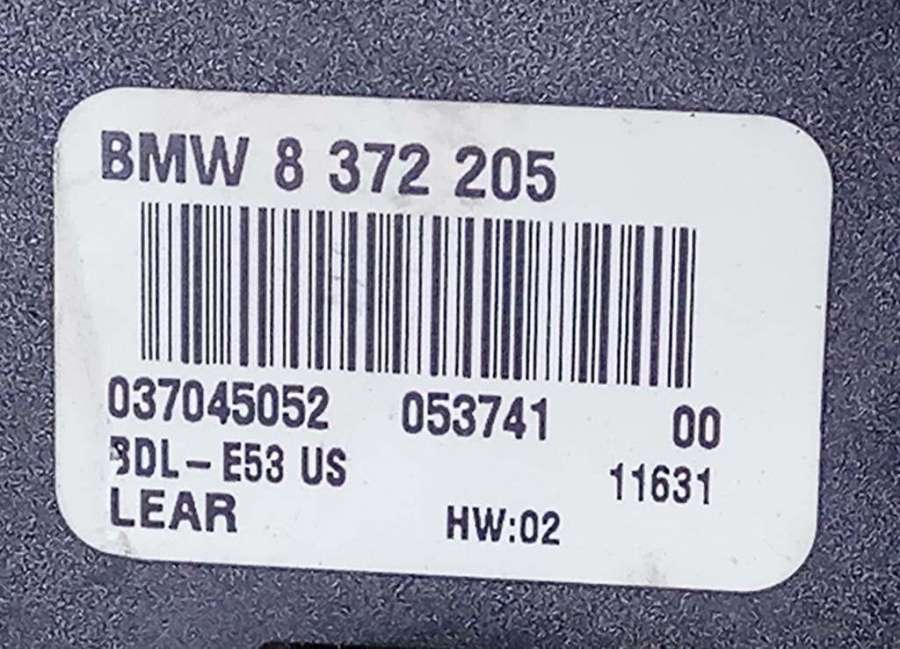 BMW 8 372 205
037045052 053741 00
BDL-E53 US 11631
LEAR HW:02